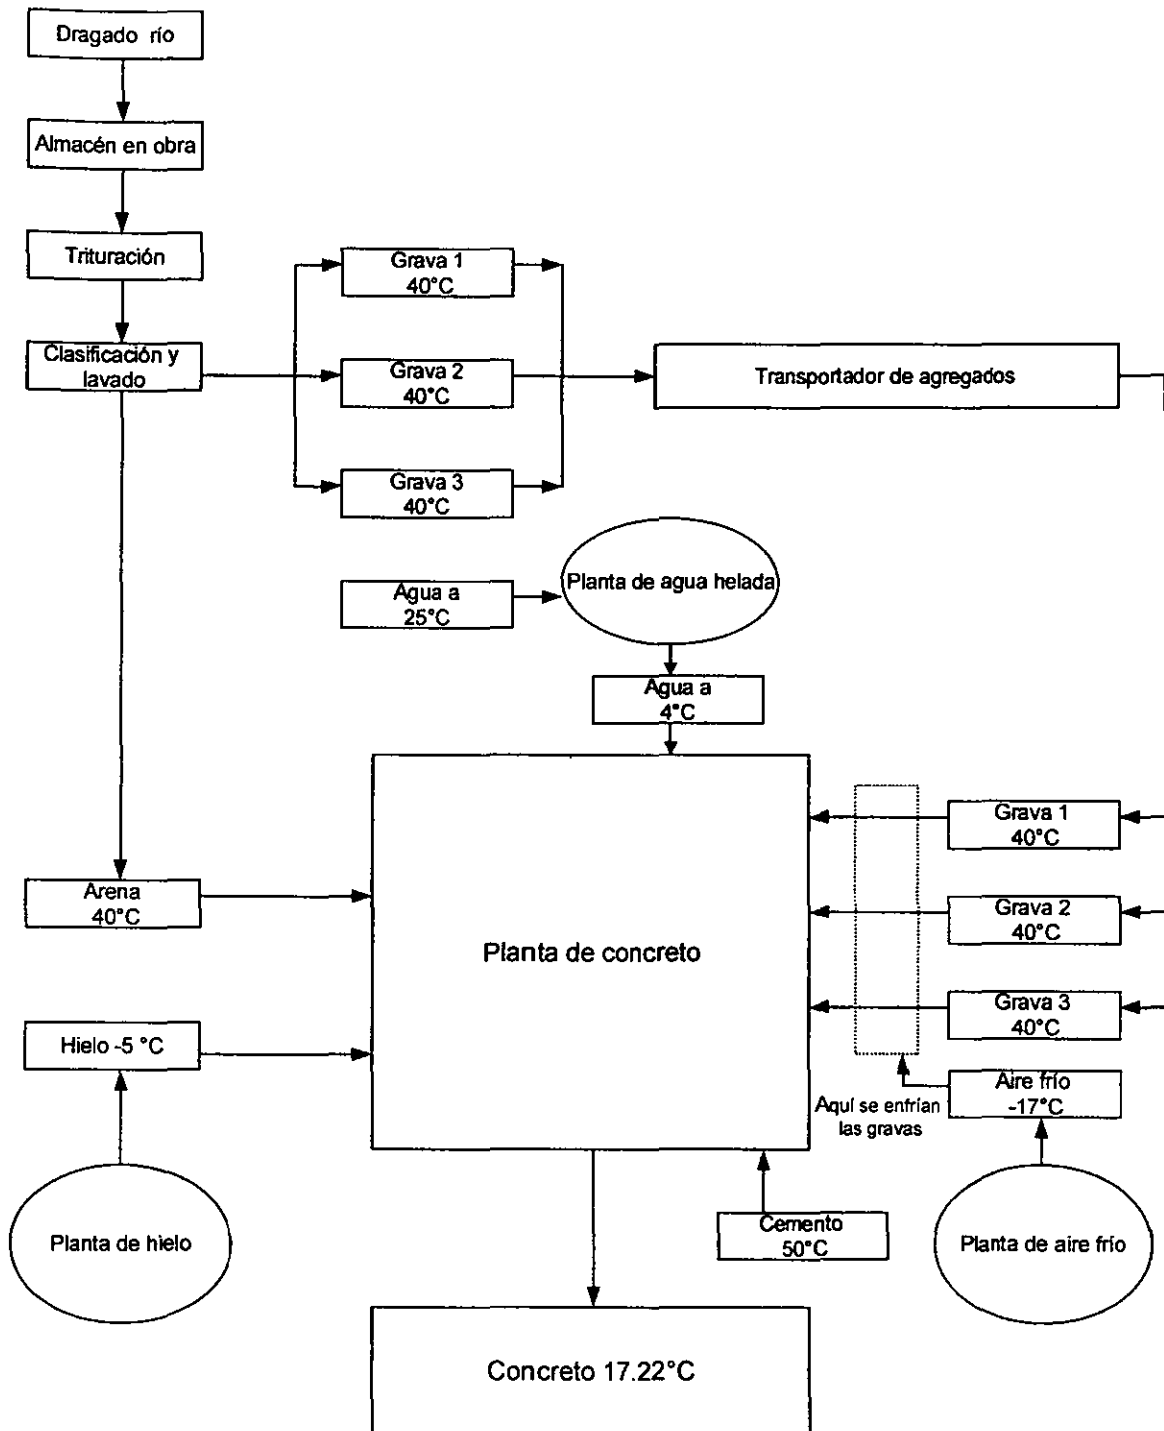 Dragado río
Almacén en obra
Trituración
Clasificación y
lavado
Grava 1
40°C
Grava 2
40°C
Grava 3
40°C
Transportador de agregados
Agua a
25°C
Planta de agua helada
Agua a
4°C
Planta de concreto
Arena
40°C
Hielo -5 °C
Planta de hielo
Grava 1
40°C
Grava 2
40°C
Grava 3
40°C
Aire frío
-17°C
Aquí se enfrían
las gravas
Planta de aire frío
Cemento
50°C
Concreto 17.22°C